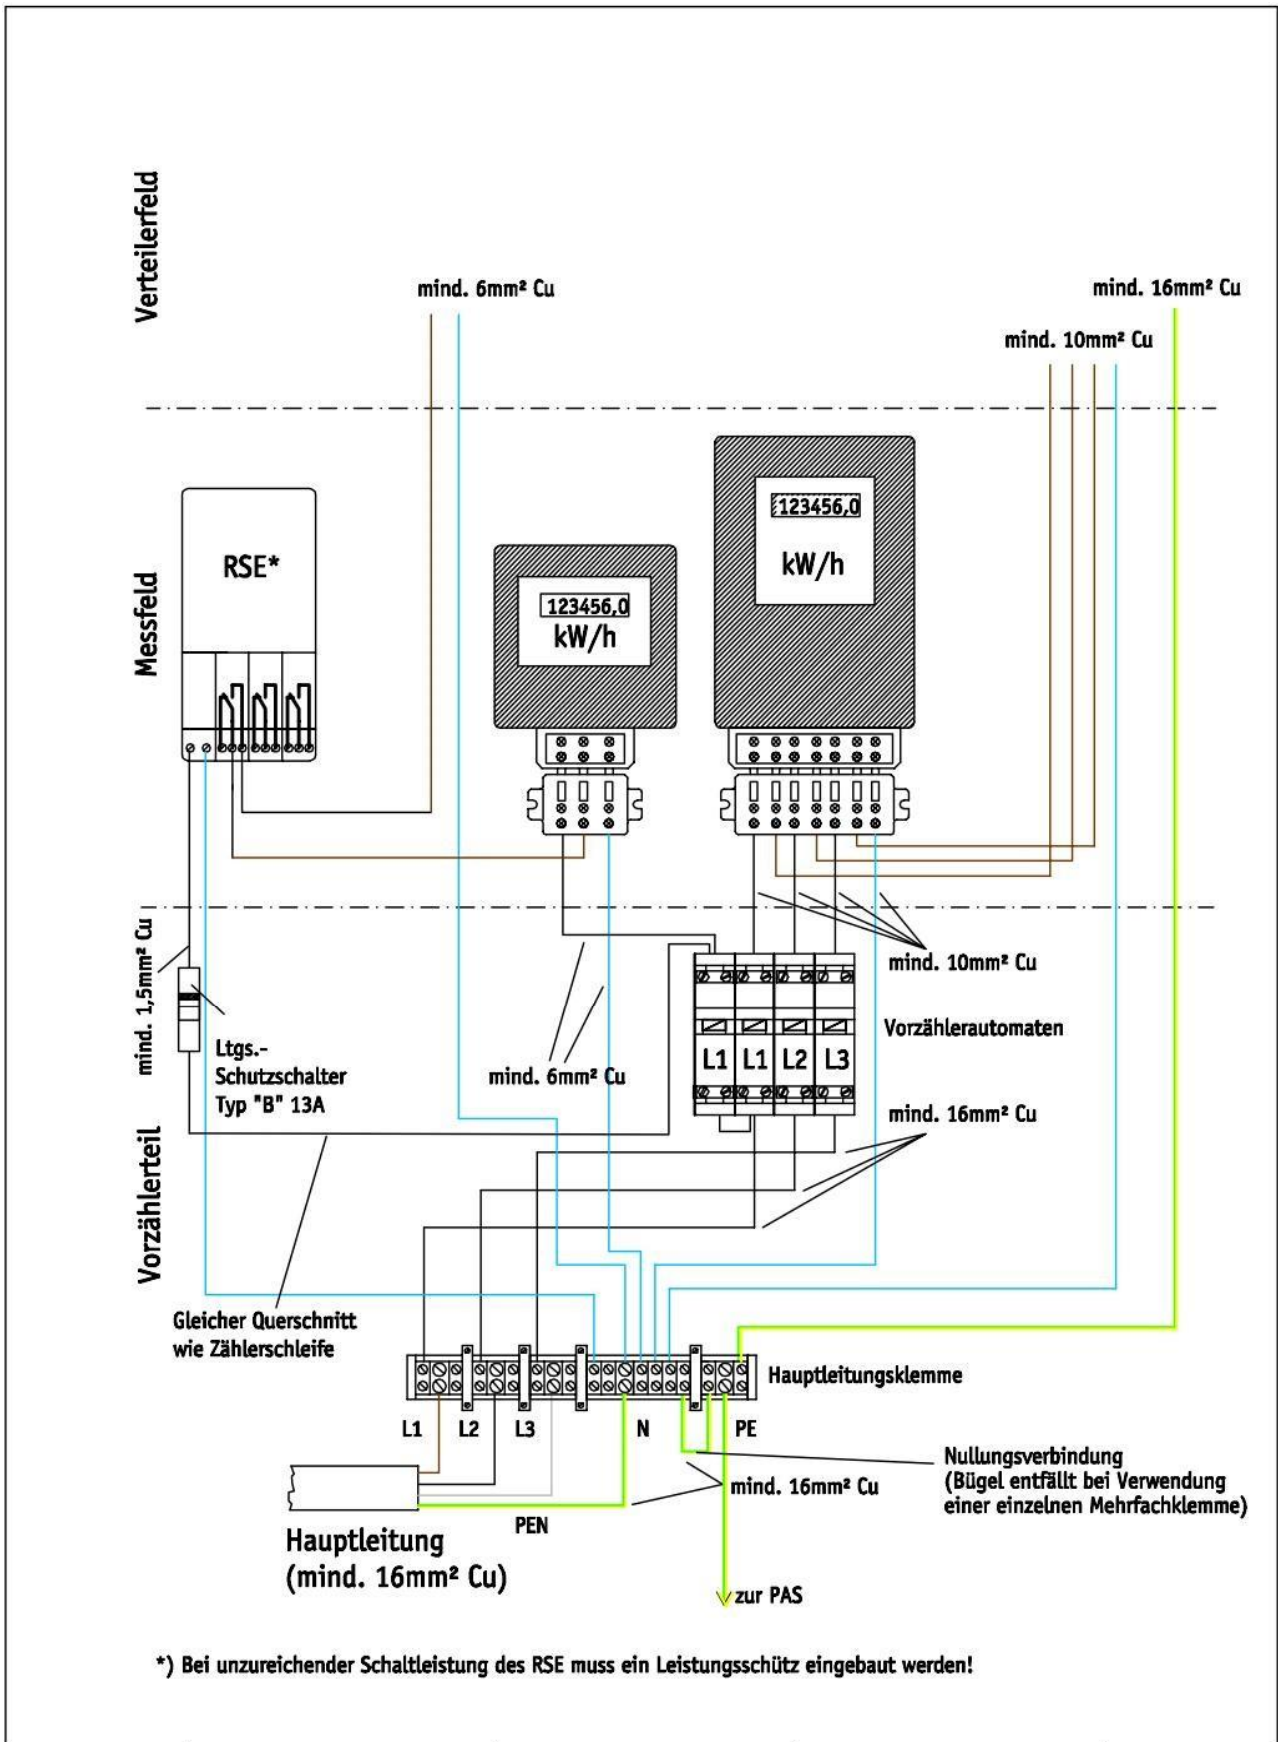 Verteilerfeld
mind. 6mm² Cu
mind. 16mm² Cu
mind. 10mm² Cu
Messfeld
RSE*
123456,0
kW/h
123456,0
kW/h
mind. 1,5mm² Cu
mind. 10mm² Cu
Vorzählerautomaten
L1 L1 L2 L3
Ltgs.-
Schutzschalter
Typ "B" 13A
mind. 6mm² Cu
mind. 16mm² Cu
Vorzählerteil
Gleicher Querschnitt
wie Zählerschleife
Hauptleitungsklemme
L1 L2 L3 N PE
Nullungsverbindung
(Bügel entfällt bei Verwendung
einer einzelnen Mehrfachklemme)
mind. 16mm² Cu
PEN
Hauptleitung
(mind. 16mm² Cu)
zur PAS
*) Bei unzureichender Schaltleistung des RSE muss ein Leistungsschütz eingebaut werden!